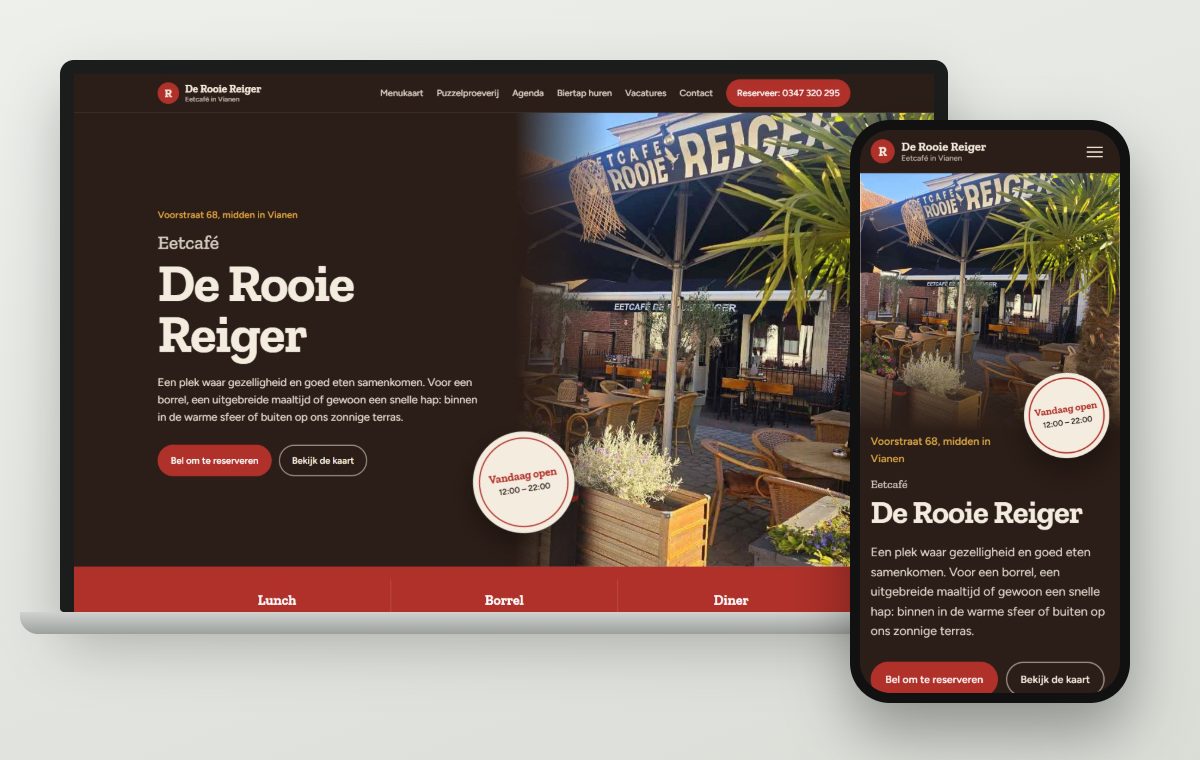 R De Rooie Reiger
Eetcafé in Vianen
Menukaart Puzzelproeverij Agenda Biertap huren Vacatures Contact Reserveer: 0347 320 295
ETCAFÉ
ROOIE REIGER
EETCAFÉ DE ROOIE REIGER
Voorstraat 68, midden in Vianen
Eetcafé
De Rooie
Reiger
Een plek waar gezelligheid en goed eten samenkomen. Voor een
borrel, een uitgebreide maaltijd of gewoon een snelle hap: binnen
in de warme sfeer of buiten op ons zonnige terras.
Bel om te reserveren Bekijk de kaart
Vandaag open
12:00 – 22:00
Lunch Borrel Diner
R De Rooie Reiger
Eetcafé in Vianen
ETCAFÉ
ROOIE REIGER
Vandaag open
12:00 – 22:00
Voorstraat 68, midden in
Vianen
Eetcafé
De Rooie Reiger
Een plek waar gezelligheid en goed eten
samenkomen. Voor een borrel, een
uitgebreide maaltijd of gewoon een snelle
hap: binnen in de warme sfeer of buiten op
ons zonnige terras.
Bel om te reserveren Bekijk de kaart